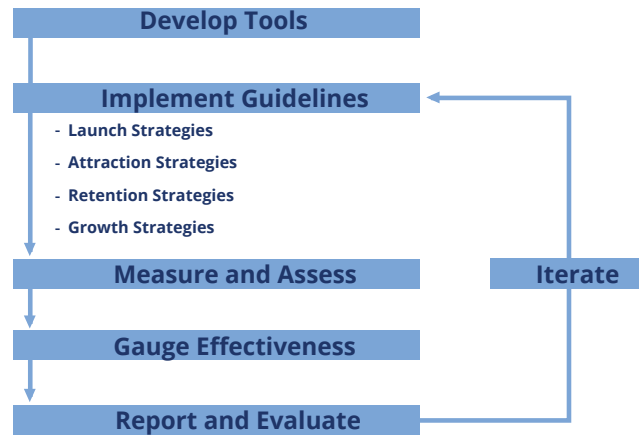 Develop Tools
Implement Guidelines
- Launch Strategies
- Attraction Strategies
- Retention Strategies
- Growth Strategies
Measure and Assess
Iterate
Gauge Effectiveness
Report and Evaluate